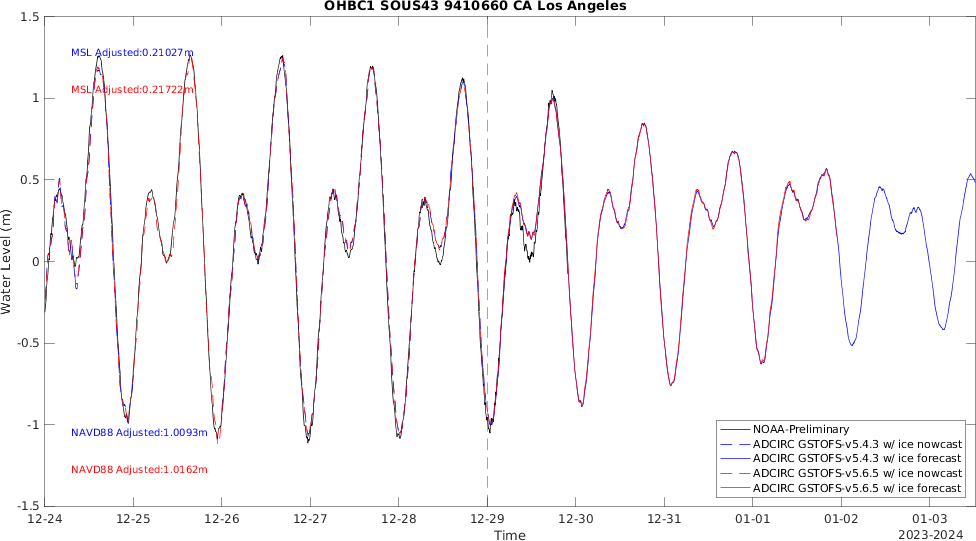 OHBC1 SOUS43 9410660 CA Los Angeles
1.5
MSL Adjusted:0.21027m
MSL Adjusted:0.21722m
1
0.5
0
Water Level (m)
-0.5
-1
NAVD88 Adjusted:1.0093m
NAVD88 Adjusted:1.0162m
NOAA-Preliminary
ADCIRC GSTOFS-v5.4.3 w/ ice nowcast
ADCIRC GSTOFS-v5.4.3 w/ ice forecast
ADCIRC GSTOFS-v5.6.5 w/ ice nowcast
ADCIRC GSTOFS-v5.6.5 w/ ice forecast
-1.5
12-24 12-25 12-26 12-27 12-28 12-29 12-30 12-31 01-01 01-02 01-03
Time
2023-2024